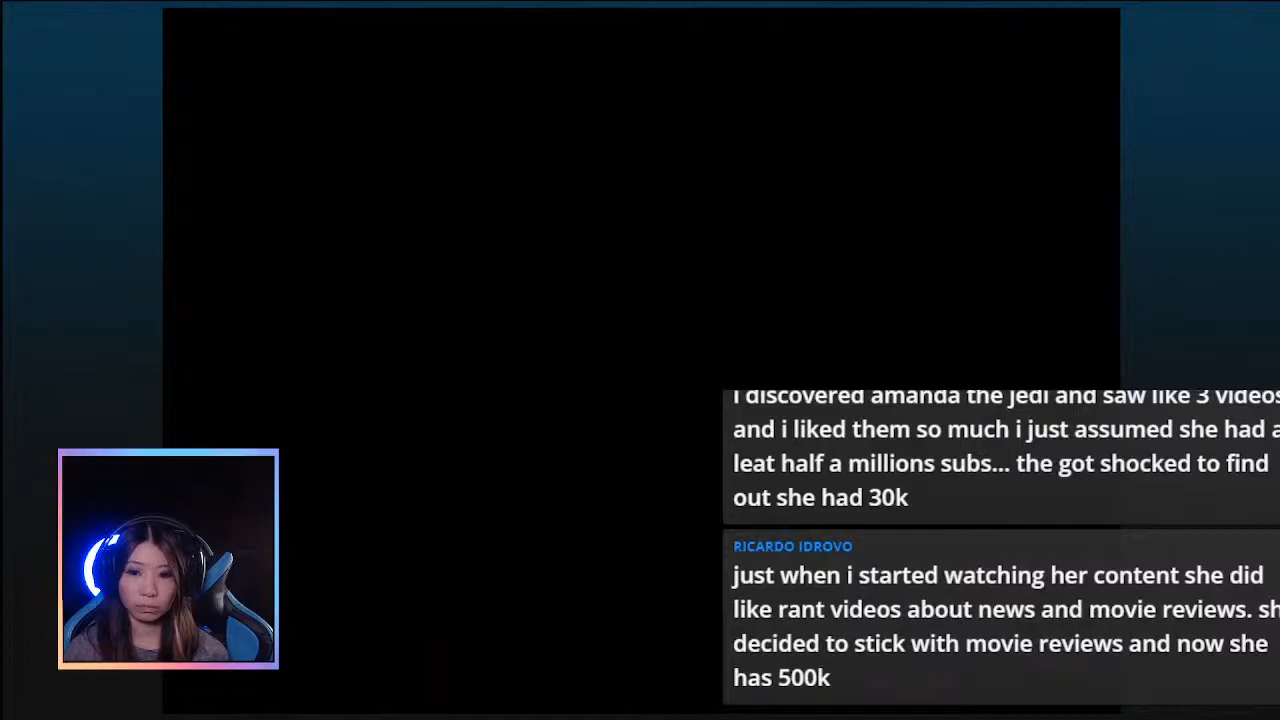 I discovered amanda the jedi and saw like 3 videos
and i liked them so much i just assumed she had a
leat half a millions subs... the got shocked to find
out she had 30k
RICARDO IDROVO
just when i started watching her content she did
like rant videos about news and movie reviews. sh
decided to stick with movie reviews and now she
has 500k